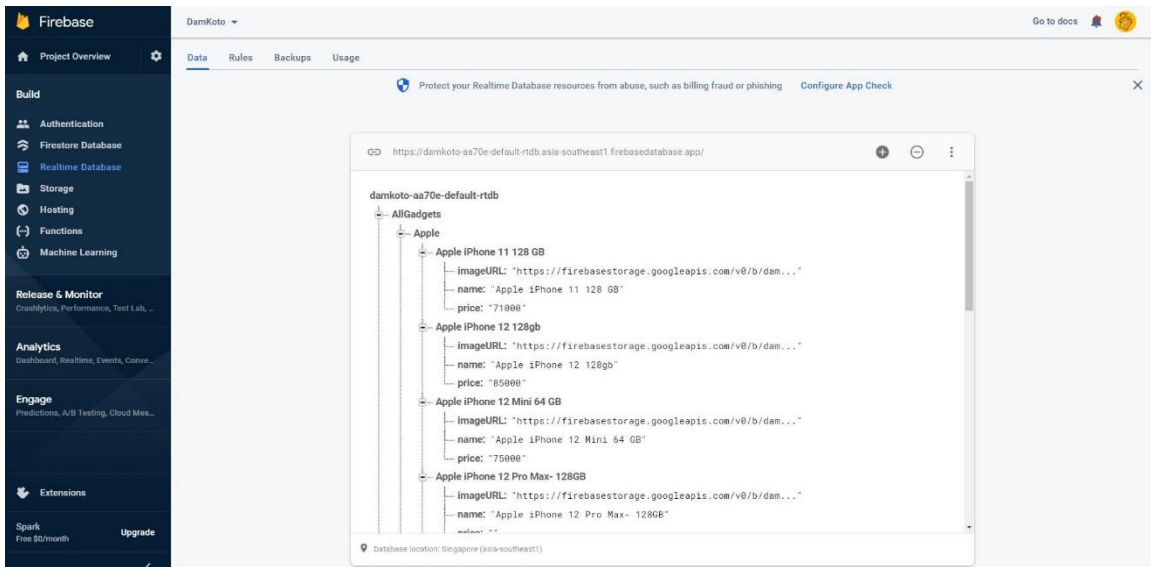 Firebase
DamKoto
Go to docs
Project Overview
Data Rules Backups Usage
Protect your Realtime Database resources from abuse, such as billing fraud or phishing Configure App Check
Build
Authentication
Firestore Database
Realtime Database
Storage
Hosting
Functions
Machine Learning
Release & Monitor
Crashlytics, Performance, Test Lab, ...
Analytics
Dashboard, Realtime, Events, Conve...
Engage
Predictions, A/B Testing, Cloud Mes...
Extensions
Spark
Free $0/month
Upgrade
https://damkoto-aa70e-default-rtdb.asia-southeast1.firebasedatabase.app/
damkoto-aa70e-default-rtdb
AllGadgets
Apple
Apple iPhone 11 128 GB
imageURL: "https://firebasestorage.googleapis.com/v0/b/dam..."
name: "Apple iPhone 11 128 GB"
price: "71000"
Apple iPhone 12 128gb
imageURL: "https://firebasestorage.googleapis.com/v0/b/dam..."
name: "Apple iPhone 12 128gb"
price: "85000"
Apple iPhone 12 Mini 64 GB
imageURL: "https://firebasestorage.googleapis.com/v0/b/dam..."
name: "Apple iPhone 12 Mini 64 GB"
price: "75000"
Apple iPhone 12 Pro Max- 128GB
imageURL: "https://firebasestorage.googleapis.com/v0/b/dam..."
name: "Apple iPhone 12 Pro Max- 128GB"
price: ""
Database location: Singapore (asia-southeast1)